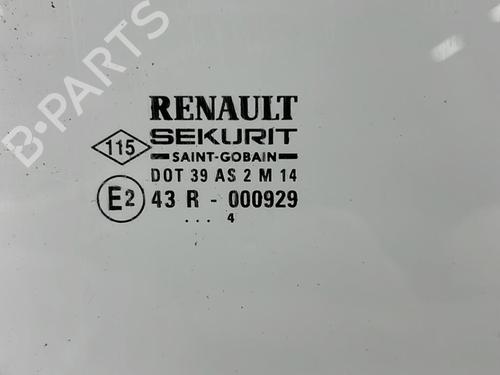 B-PARTS
RENAULT
115 SEKURIT
SAINT-GOBAIN
DOT 39 AS 2 M 14
E2 43 R - 000929
... 4